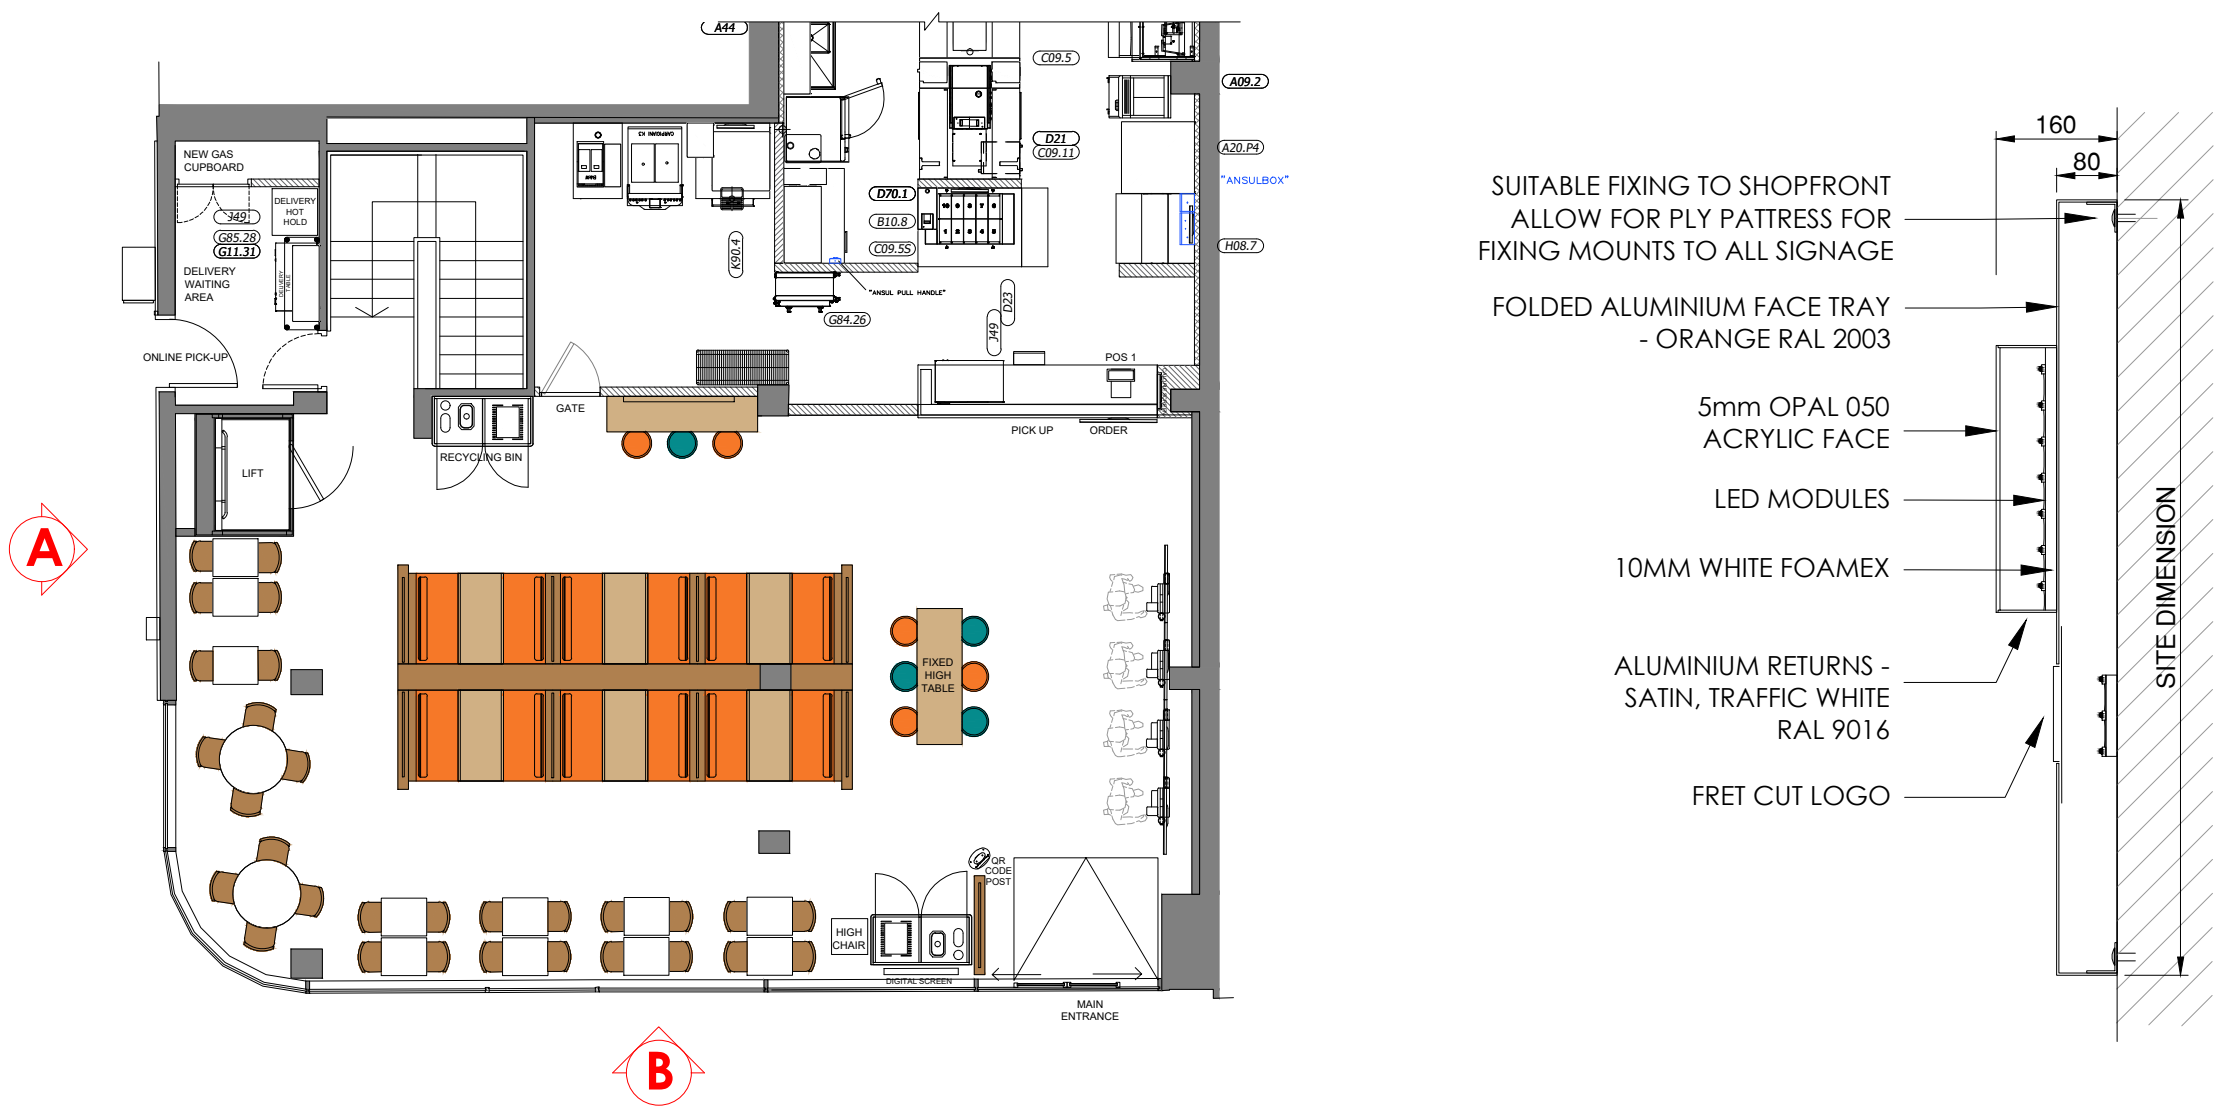 A44
C09.5
A09.2
D21
C09.11
A20.P4
"ANSULBOX"
NEW GAS
CUPBOARD
CARPIGIANI K3
DELIVERY
HOT
HOLD
J49
G85.28
G11.31
DELIVERY
WAITING
AREA
DELIVERY
TABLE
D70.1
B10.8
C09.5S
K90.4
H08.7
"ANSUL PULL HANDLE"
G84.26
D23
J49
ONLINE PICK-UP
POS 1
GATE
PICK UP
ORDER
RECYCLING BIN
LIFT
A
FIXED
HIGH
TABLE
QR
CODE
POST
HIGH
CHAIR
DIGITAL SCREEN
MAIN
ENTRANCE
B
160
80
SUITABLE FIXING TO SHOPFRONT
ALLOW FOR PLY PATTRESS FOR
FIXING MOUNTS TO ALL SIGNAGE
FOLDED ALUMINIUM FACE TRAY
- ORANGE RAL 2003
5mm OPAL 050
ACRYLIC FACE
LED MODULES
10MM WHITE FOAMEX
SITE DIMENSION
ALUMINIUM RETURNS -
SATIN, TRAFFIC WHITE
RAL 9016
FRET CUT LOGO